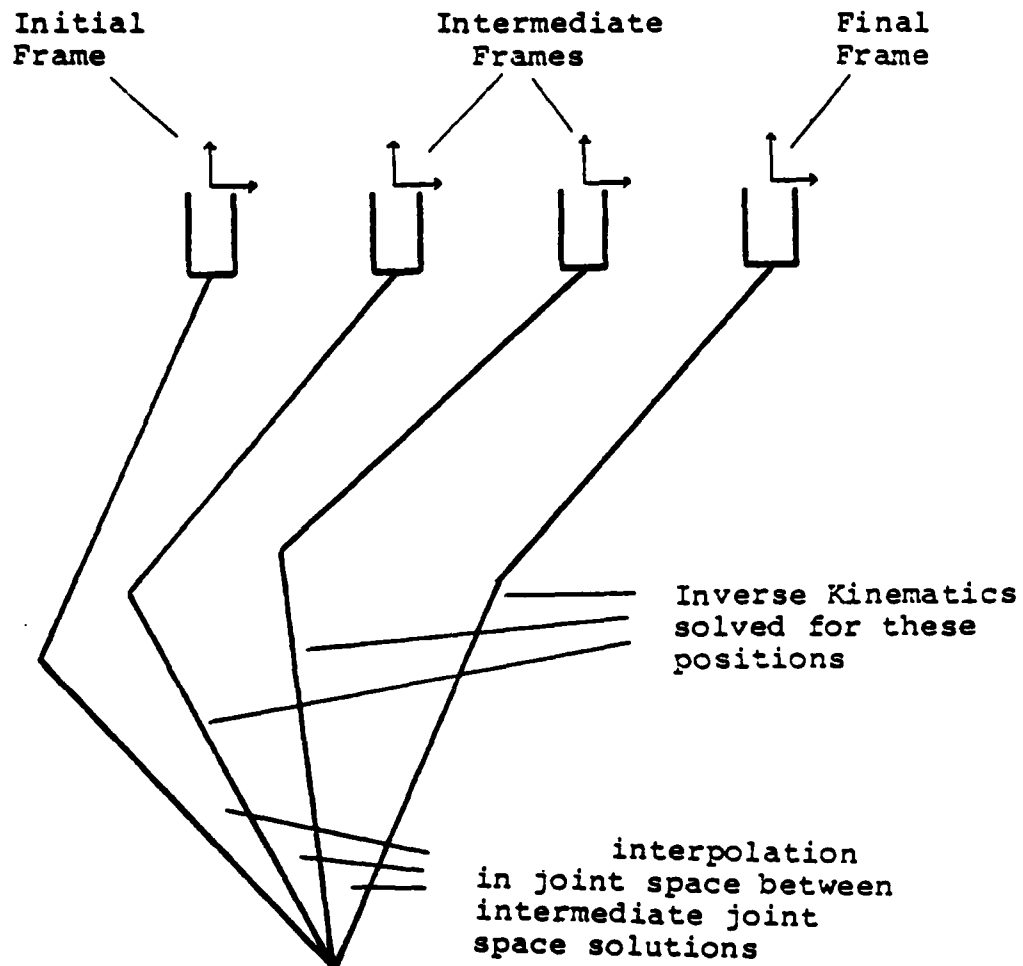 Initial
Frame
Intermediate
Frames
Final
Frame
Inverse Kinematics
solved for these
positions
interpolation
in joint space between
intermediate joint
space solutions